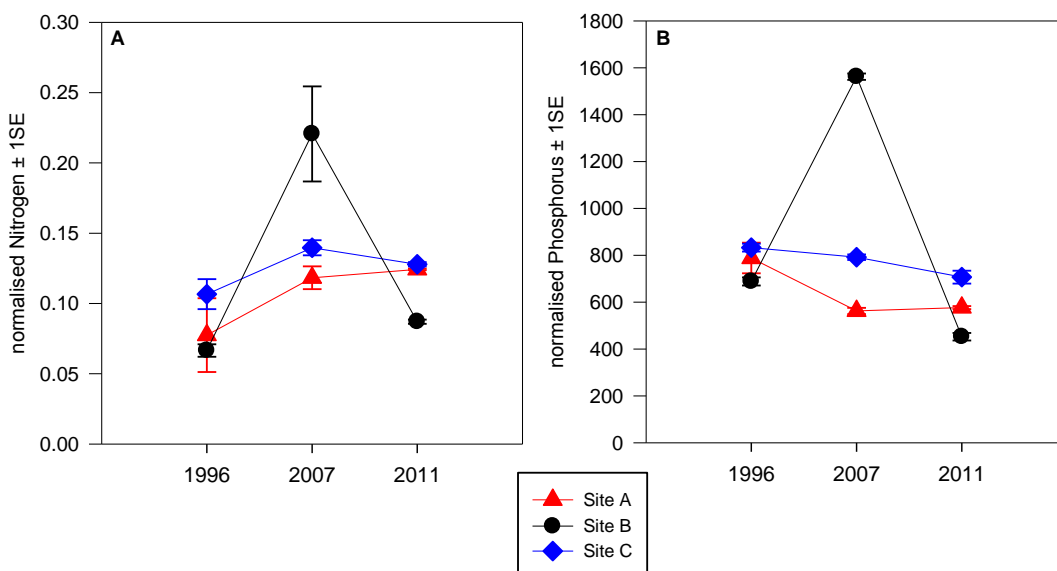 A
normalised Nitrogen ± 1SE
0.30
0.25
0.20
0.15
0.10
0.05
0.00
1996 2007 2011
B
normalised Phosphorus ± 1SE
1800
1600
1400
1200
1000
800
600
400
200
0
1996 2007 2011
Site A
Site B
Site C